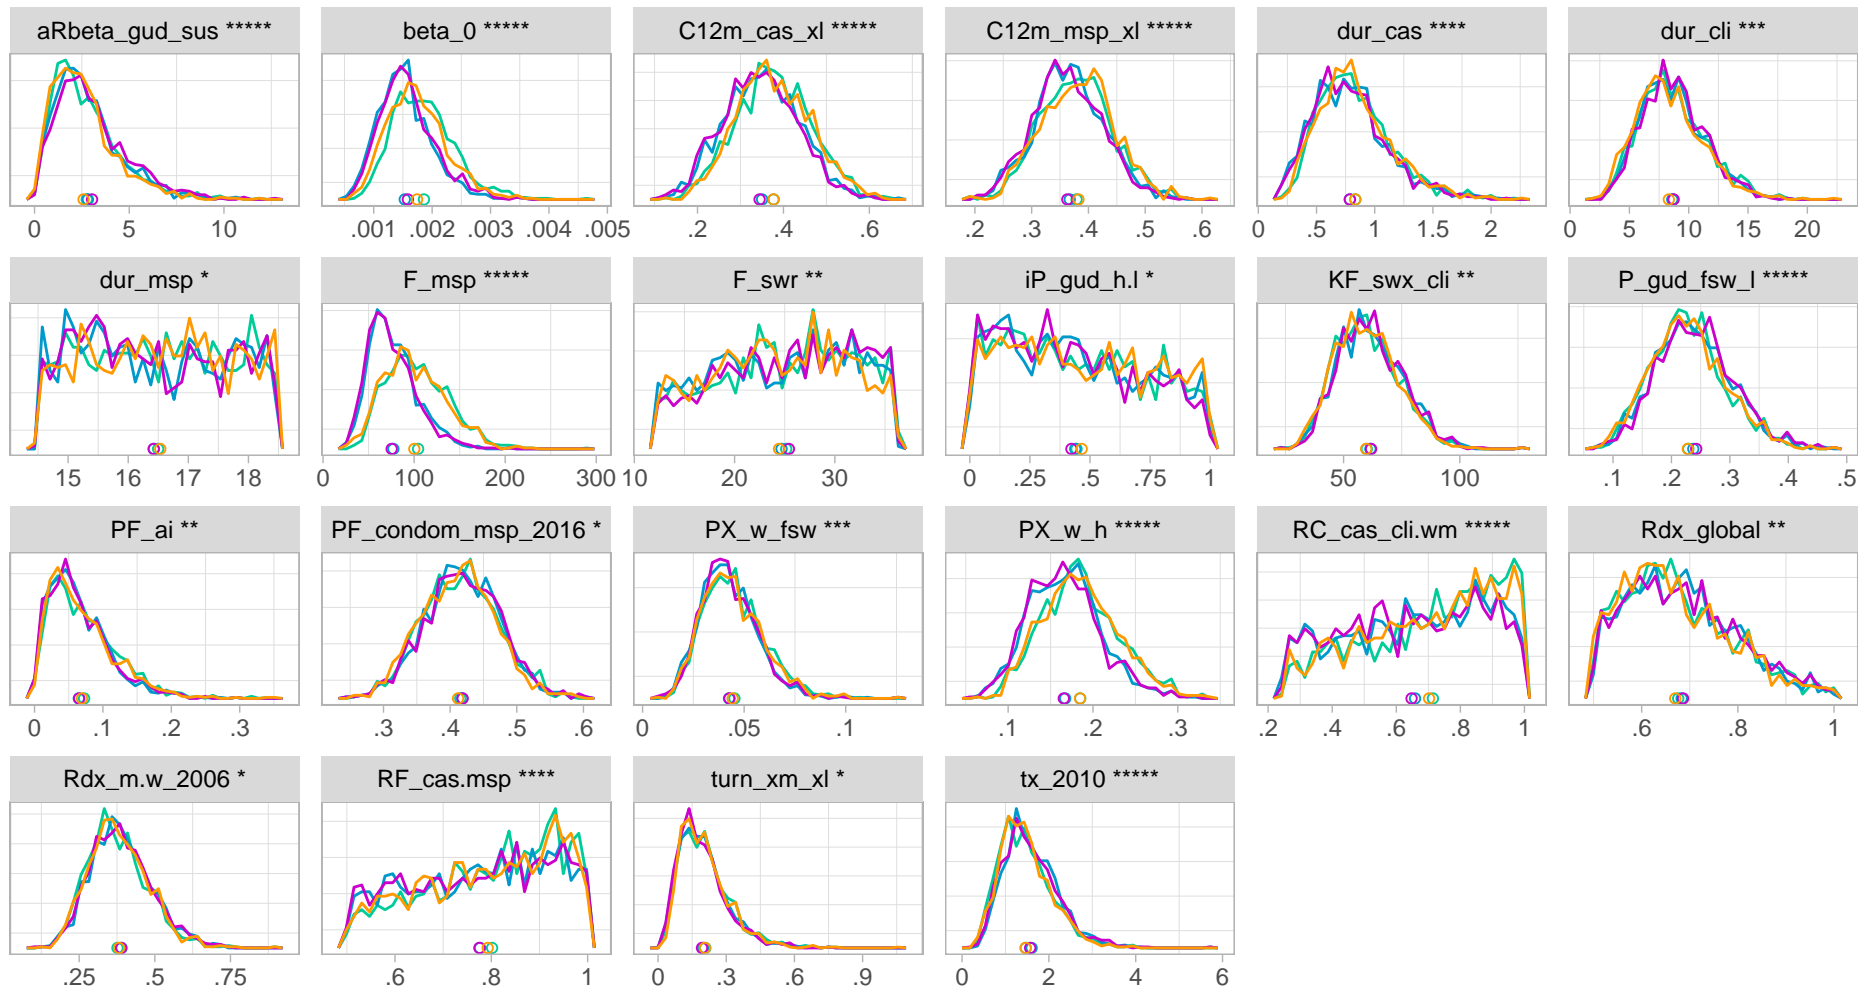 aRbeta_gud_sus *****
beta_0 *****
C12m_cas_xl *****
C12m_msp_xl *****
dur_cas ****
dur_cli ***
0 5 10
.001 .002 .003 .004 .005
.2 .4 .6
.2 .3 .4 .5 .6
0 .5 1 1.5 2
0 5 10 15 20
dur_msp *
F_msp *****
F_swr **
iP_gud_h.l *
KF_swx_cli **
P_gud_fsw_l *****
15 16 17 18
0 100 200 300
10 20 30
0 .25 .5 .75 1
50 100
.1 .2 .3 .4 .5
PF_ai **
PF_condom_msp_2016 *
PX_w_fsw ***
PX_w_h *****
RC_cas_cli.wm *****
Rdx_global **
0 .1 .2 .3
.3 .4 .5 .6
0 .05 .1
.1 .2 .3
.2 .4 .6 .8 1
.6 .8 1
Rdx_m.w_2006 *
RF_cas.msp ****
turn_xm_xl *
tx_2010 *****
.25 .5 .75
.6 .8 1
0 .3 .6 .9
0 2 4 6